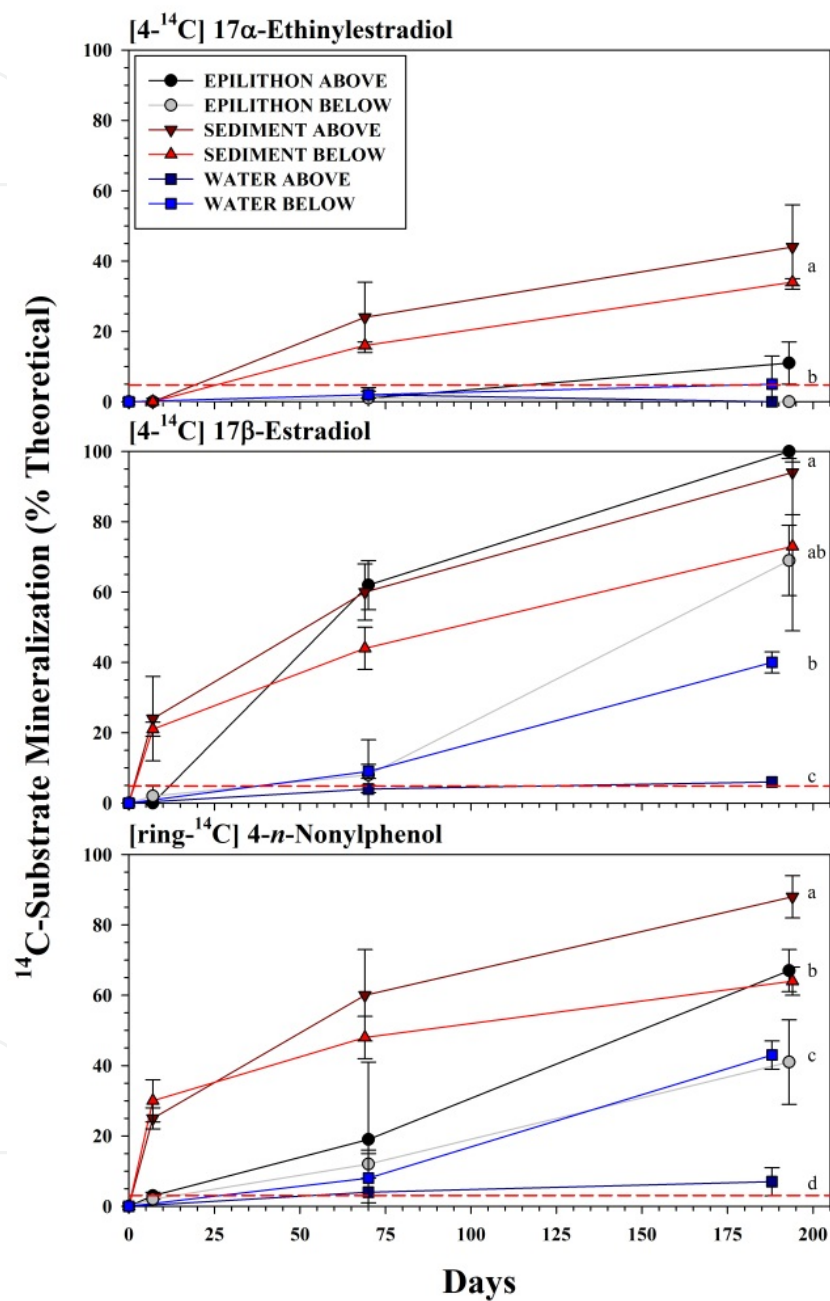 [4-¹⁴C] 17α-Ethinylestradiol
100
80
60
40
20
0
EPILITHON ABOVE
EPILITHON BELOW
SEDIMENT ABOVE
SEDIMENT BELOW
WATER ABOVE
WATER BELOW
a
b
[4-¹⁴C] 17β-Estradiol
100
80
60
40
20
0
a
ab
b
c
[ring-¹⁴C] 4-n-Nonylphenol
100
80
60
40
20
0
a
b
c
d
0 25 50 75 100 125 150 175 200
Days
¹⁴C-Substrate Mineralization (% Theoretical)